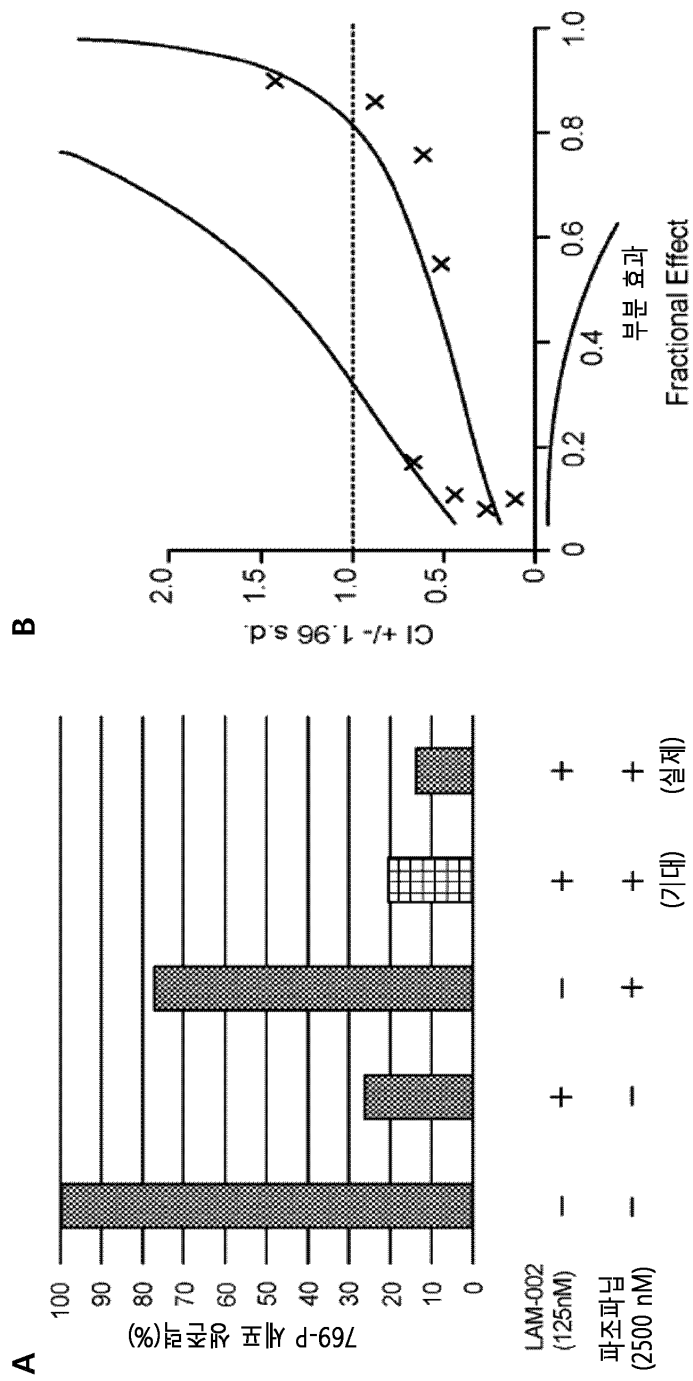 A
769-P 세포 생존력(%)
100
90
80
70
60
50
40
30
20
10
0
LAM-002
(125nM)
− + − + +
파조파닙
(2500 nM)
− − + + +
(기대) (실제)
B
CI +/- 1.96 s.d.
2.0
1.5
1.0
0.5
0
0 0.2 0.4 0.6 0.8 1.0
부분 효과
Fractional Effect